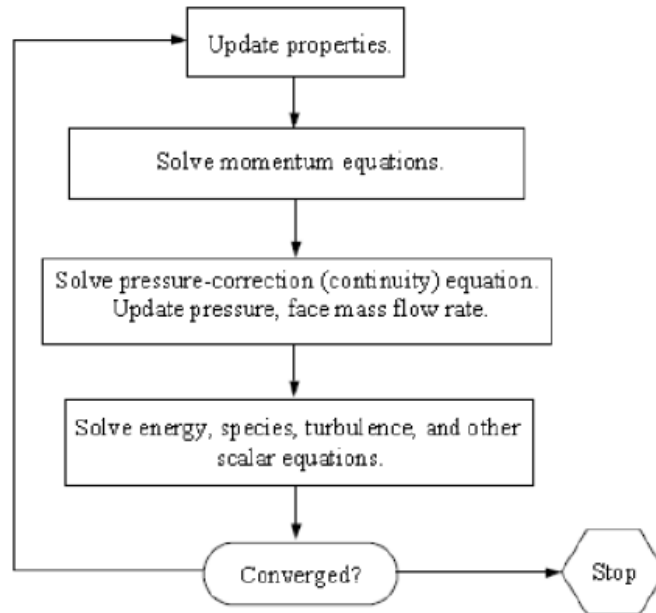 Update properties.
Solve momentum equations.
Solve pressure-correction (continuity) equation.
Update pressure, face mass flow rate.
Solve energy, species, turbulence, and other
scalar equations.
Converged?
Stop